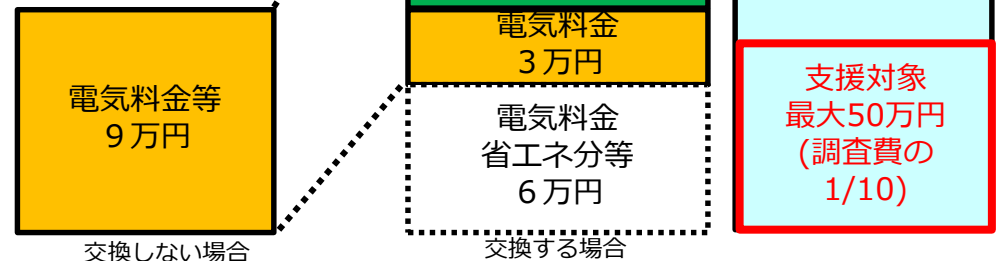 電気料金等
９万円
交換しない場合
電気料金
３万円
電気料金
省エネ分等
６万円
交換する場合
支援対象
最大50万円
(調査費の
1/10)